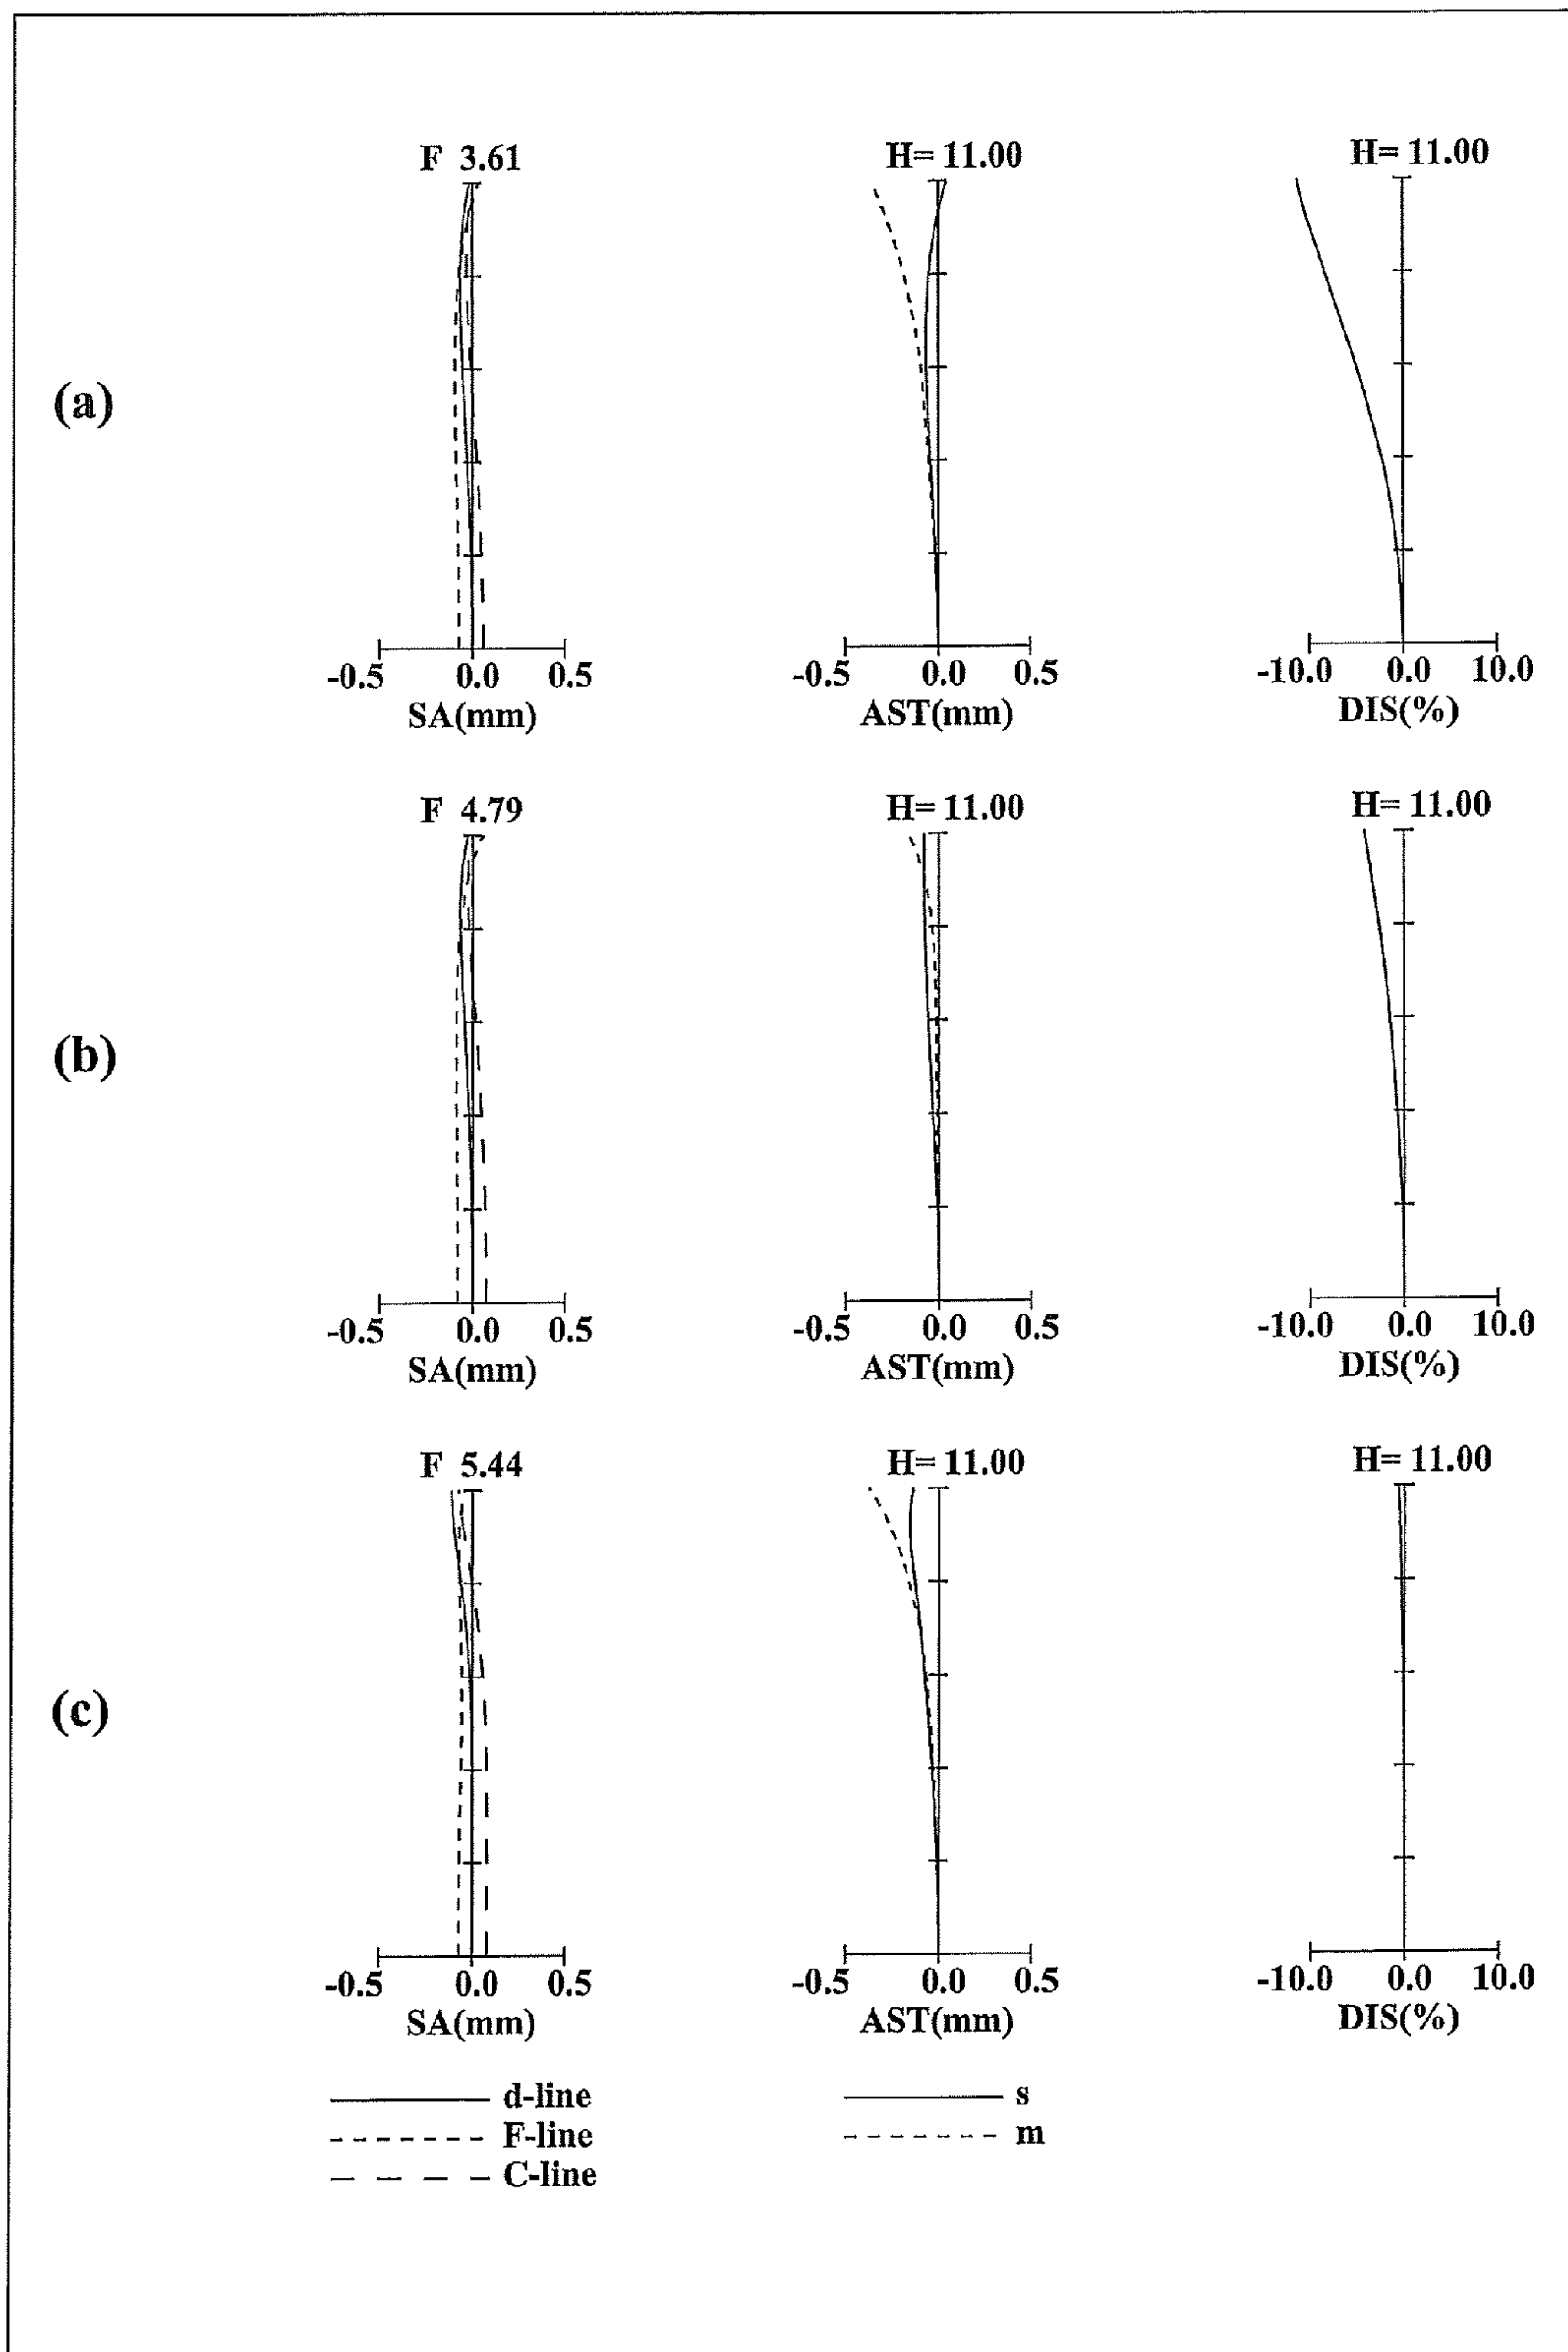 F 3.61 H= 11.00 H= 11.00
(a)
-0.5 0.0 0.5 -0.5 0.0 0.5 -10.0 0.0 10.0
SA(mm) AST(mm) DIS(%)
F 4.79 H= 11.00 H= 11.00
(b)
-0.5 0.0 0.5 -0.5 0.0 0.5 -10.0 0.0 10.0
SA(mm) AST(mm) DIS(%)
F 5.44 H= 11.00 H= 11.00
(c)
-0.5 0.0 0.5 -0.5 0.0 0.5 -10.0 0.0 10.0
SA(mm) AST(mm) DIS(%)
d-line s
F-line m
C-line